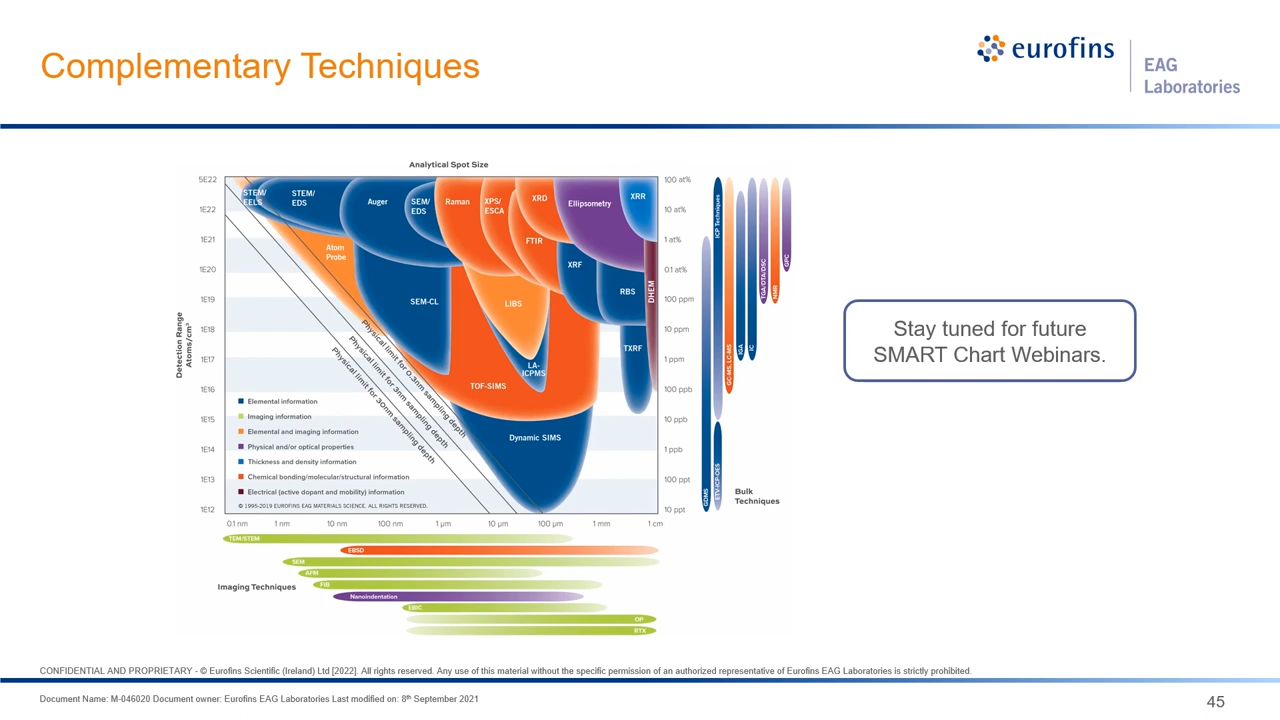 Complementary Techniques
eurofins
EAG
Laboratories
Analytical Spot Size
5E22
1E22
1E21
1E20
1E19
1E18
1E17
1E16
1E15
1E14
1E13
1E12
Detection Range
Atoms/cm³
100 at%
10 at%
1 at%
0.1 at%
100 ppm
10 ppm
1 ppm
100 ppb
10 ppb
1 ppb
100 ppt
10 ppt
STEM/
EELS
STEM/
EDS
Auger
SEM/
EDS
Raman
XPS/
ESCA
XRD
Ellipsometry
XRR
Atom
Probe
FTIR
XRF
RBS
DHEM
SEM-CL
LIBS
TXRF
LA-
ICPMS
TOF-SIMS
Dynamic SIMS
Physical limit for 0.3nm sampling depth
Physical limit for 3nm sampling depth
Physical limit for 30nm sampling depth
Elemental information
Imaging information
Elemental and imaging information
Physical and/or optical properties
Thickness and density information
Chemical bonding/molecular/structural information
Electrical (active dopant and mobility) information
© 1996-2019 EUROFINS EAG MATERIALS SCIENCE. ALL RIGHTS RESERVED.
0.1 nm
1 nm
10 nm
100 nm
1 µm
10 µm
100 µm
1 mm
1 cm
GDMS
ICP Techniques
ETV-ICP-OES
GC-MS, LC-MS
IGA
IC
TGA/DTA/DSC
NMR
GPC
Bulk
Techniques
Imaging Techniques
TEM/STEM
EBSD
SEM
AFM
FIB
Nanoindentation
EBIC
OP
RTX
Stay tuned for future
SMART Chart Webinars.
CONFIDENTIAL AND PROPRIETARY - © Eurofins Scientific (Ireland) Ltd [2022]. All rights reserved. Any use of this material without the specific permission of an authorized representative of Eurofins EAG Laboratories is strictly prohibited.
Document Name: M-046020 Document owner: Eurofins EAG Laboratories Last modified on: 8th September 2021
45